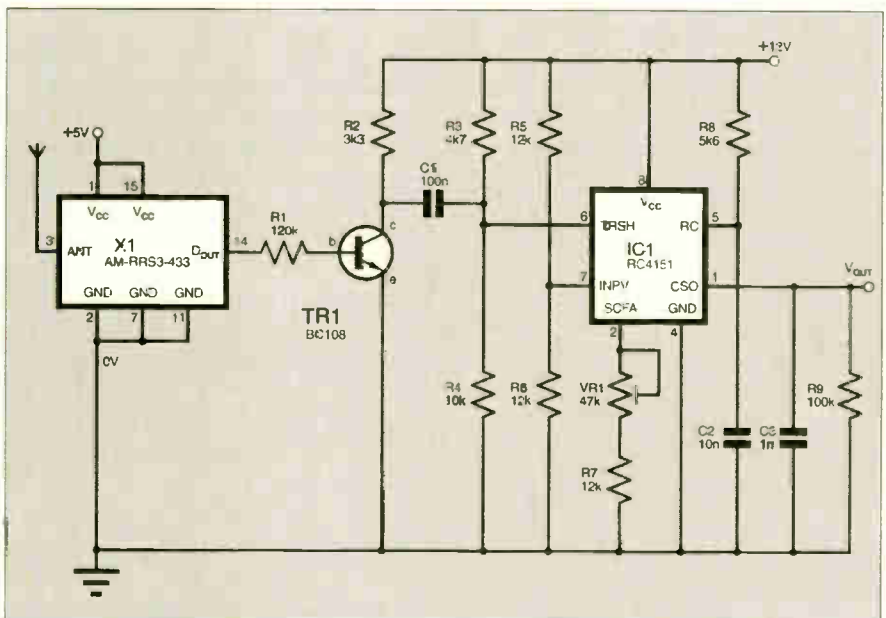 +12V
R2
3k3
R3
4k7
R5
12k
R8
5k6
+5V
C1
100n
1
15
8
VCC
VCC
VCC
R1
120k
6
TRSH
RC
5
3
ANT
X1
DOUT
14
b
c
IC1
AM-RRS3-433
RC4151
VOUT
7
INPV
CSO
1
GND
GND
GND
e
SCFA
GND
2
7
11
TR1
BC108
2
4
0V
R4
10k
R6
12k
VR1
47k
R9
100k
C2
10n
C3
R7
12k